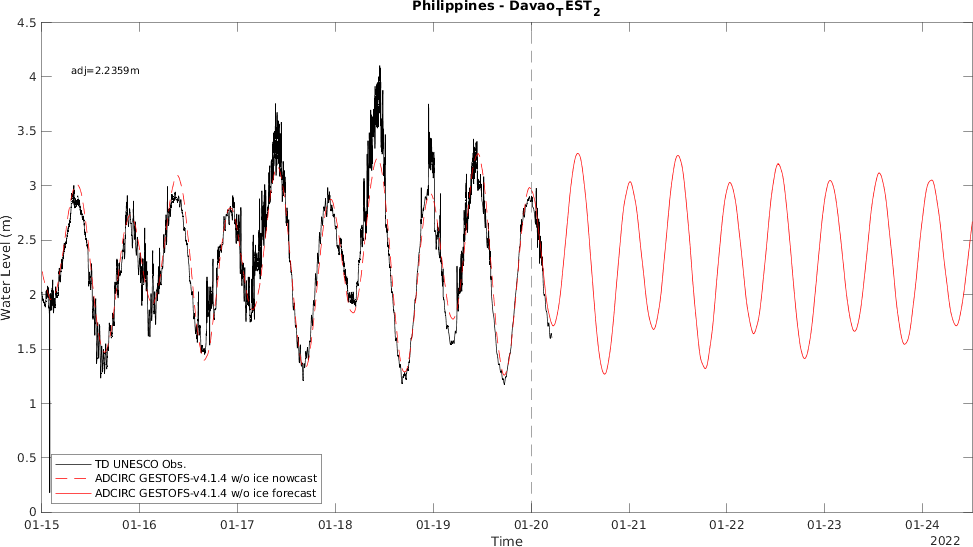 Philippines - Davao_TEST_2
4.5
4
3.5
3
2.5
2
1.5
1
0.5
0
Water Level (m)
adj=2.2359m
TD UNESCO Obs.
ADCIRC GESTOFS-v4.1.4 w/o ice nowcast
ADCIRC GESTOFS-v4.1.4 w/o ice forecast
01-15 01-16 01-17 01-18 01-19 01-20 01-21 01-22 01-23 01-24
Time
2022